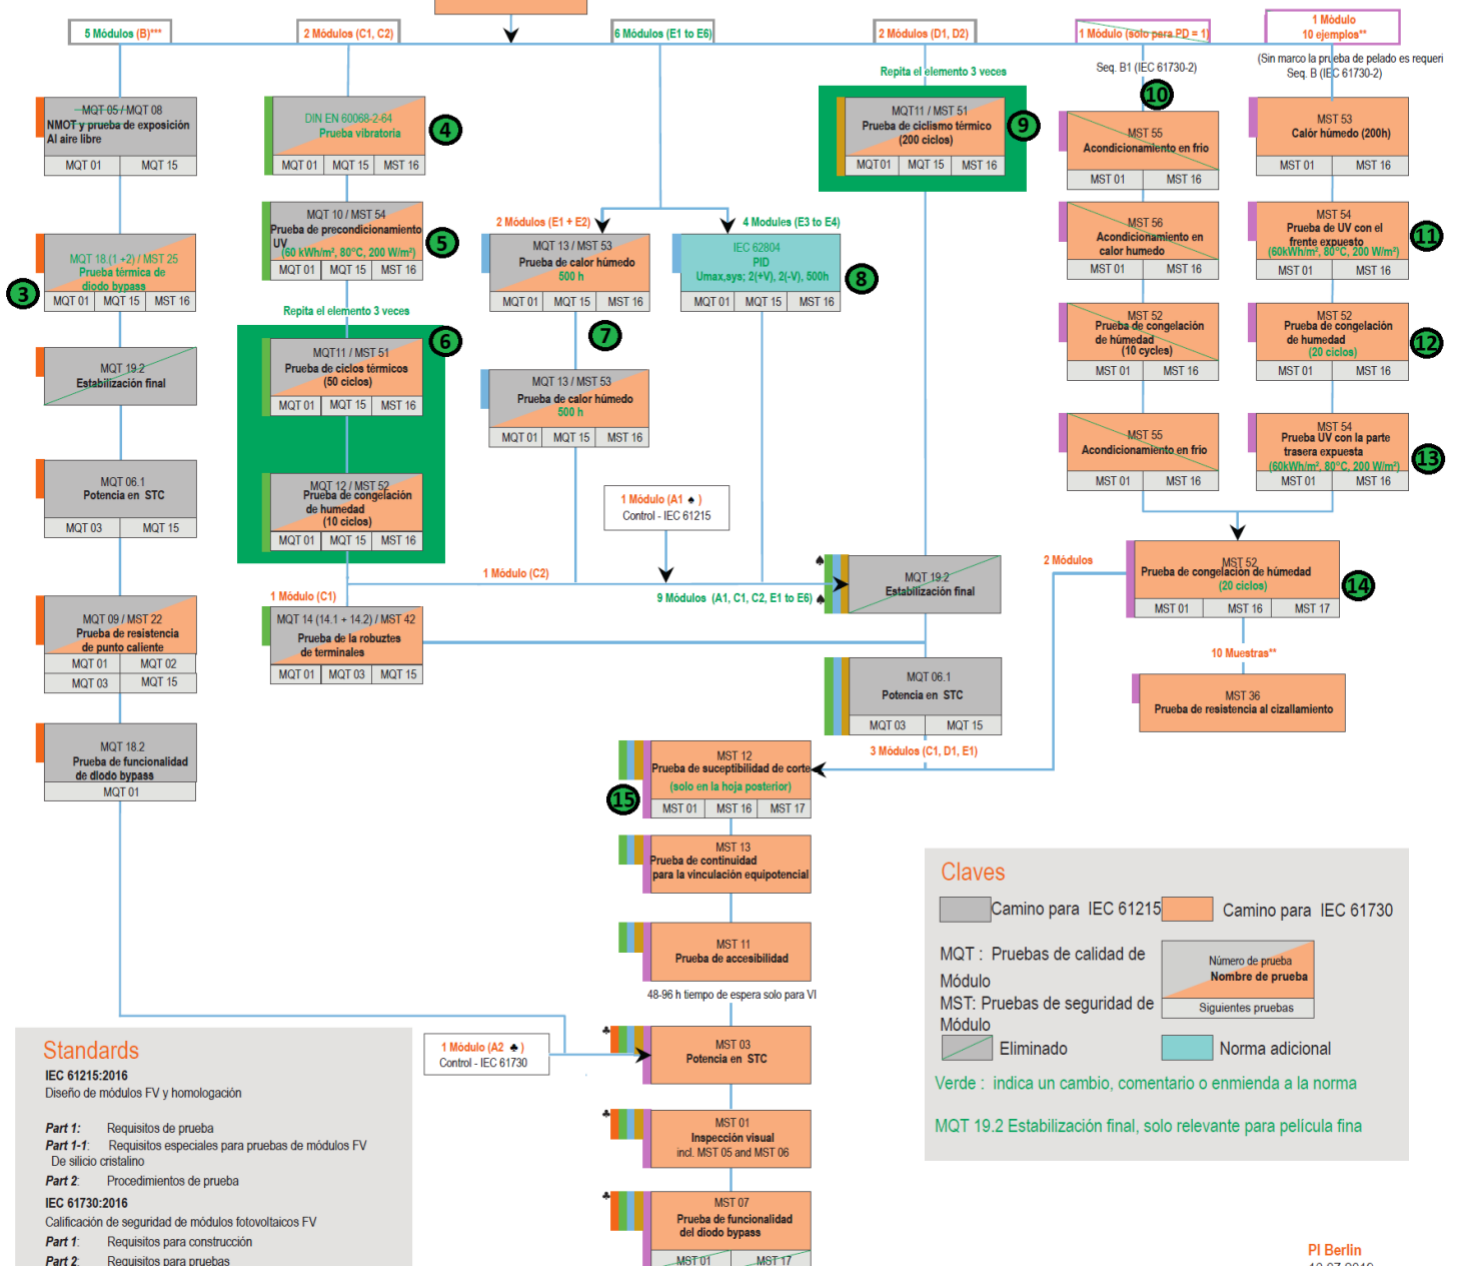 5 Módulos (B)***
2 Módulos (C1, C2)
6 Módulos (E1 to E6)
2 Módulos (D1, D2)
1 Módulo (solo pera PD = 1)
1 Módulo
10 ejemplos**
(Sin marco la prueba de pelado es requeri
Seq. B (IEC 61730-2)
Seq. B1 (IEC 61730-2)
Repita el elemento 3 veces
MQT 05 / MQT 08
NMOT y prueba de exposición
Al aire libre
MQT 01 MQT 15
MQT 18.(1 +2) / MST 25
Prueba térmica de
diodo bypass
MQT 01 MQT 15 MST 16
3
MQT 19.2
Estabilización final
MQT 06.1
Potencia en STC
MQT 03 MQT 15
MQT 09 / MST 22
Prueba de resistencia
de punto caliente
MQT 01 MQT 02
MQT 03 MQT 15
MQT 18.2
Prueba de funcionalidad
de diodo bypass
MQT 01
DIN EN 60068-2-64
Prueba vibratoria
MQT 01 MQT 15 MST 16
4
MQT 10 / MST 54
Prueba de precondicionamiento
UV
(60 kWh/m², 80°C, 200 W/m²)
MQT 01 MQT 15 MST 16
5
Repita el elemento 3 veces
6
MQT11 / MST 51
Prueba de ciclos térmicos
(50 ciclos)
MQT 01 MQT 15 MST 16
MQT 12 / MST 52
Prueba de congelación
de humedad
(10 ciclos)
MQT 01 MQT 15 MST 16
1 Módulo (C2)
1 Módulo (C1)
MQT 14 (14.1 + 14.2) / MST 42
Prueba de la robuztes
de terminales
MQT 01 MQT 03 MQT 15
2 Módulos (E1 + E2)
MQT 13 / MST 53
Prueba de calor húmedo
500 h
MQT 01 MQT 15 MST 16
7
MQT 13 / MST 53
Prueba de calor húmedo
500 h
MQT 01 MQT 15 MST 16
4 Modules (E3 to E4)
IEC 62804
PID
Umax,sys; 2(+V), 2(-V), 500h
MQT 01 MQT 15 MST 16
8
1 Módulo (A1 ♠ )
Control - IEC 61215
9 Módulos (A1, C1, C2, E1 to E6)
MQT11 / MST 51
Prueba de ciclismo térmico
(200 ciclos)
MQT01 MQT 15 MST 16
9
♠
♠
MQT 19.2
Estabilización final
MQT 06.1
Potencia en STC
MQT 03 MQT 15
3 Módulos (C1, D1, E1)
10
MST 55
Acondicionamiento en frio
MST 01 MST 16
MST 56
Acondicionamiento en
calor humedo
MST 01 MST 16
MST 52
Prueba de congelación
de húmedad
(10 cycles)
MST 01 MST 16
MST 55
Acondicionamiento en frio
MST 01 MST 16
MST 53
Calór húmedo (200h)
MST 01 MST 16
MST 54
Prueba de UV con el
frente expuesto
(60kWh/m², 80°C, 200 W/m²)
MST 01 MST 16
11
MST 52
Prueba de congelación
de humedad
(20 ciclos)
MST 01 MST 16
12
MST 54
Prueba UV con la parte
trasera expuesta
(60kWh/m², 80°C, 200 W/m²)
MST 01 MST 16
13
2 Módulos
MST 52
Prueba de congelación de húmedad
(20 ciclos)
MST 01 MST 16 MST 17
14
10 Muestras**
MST 36
Prueba de resistencia al cizallamiento
MST 12
Prueba de suceptibilidad de corte
(solo en la hoja posterior)
MST 01 MST 16 MST 17
15
MST 13
Prueba de continuidad
para la vinculación equipotencial
MST 11
Prueba de accesibilidad
48-96 h tiempo de espera solo para VI
1 Módulo (A2 ♣ )
Control - IEC 61730
♣
MST 03
Potencia en STC
♣
MST 01
Inspección visual
incl. MST 05 and MST 06
♣
MST 07
Prueba de funcionalidad
del diodo bypass
MST 01 MST 17
Claves
Camino para IEC 61215
Camino para IEC 61730
MQT : Pruebas de calidad de
Módulo
MST: Pruebas de seguridad de
Módulo
Número de prueba
Nombre de prueba
Siguientes pruebas
Eliminado
Norma adicional
Verde : indica un cambio, comentario o enmienda a la norma
MQT 19.2 Estabilización final, solo relevante para película fina
Standards
IEC 61215:2016
Diseño de módulos FV y homologación
Part 1: Requisitos de prueba
Part 1-1: Requisitos especiales para pruebas de módulos FV
De silicio cristalino
Part 2: Procedimientos de prueba
IEC 61730:2016
Calificación de seguridad de módulos fotovoltaicos FV
Part 1: Requisitos para construcción
Part 2: Requisitos para pruebas
PI Berlin